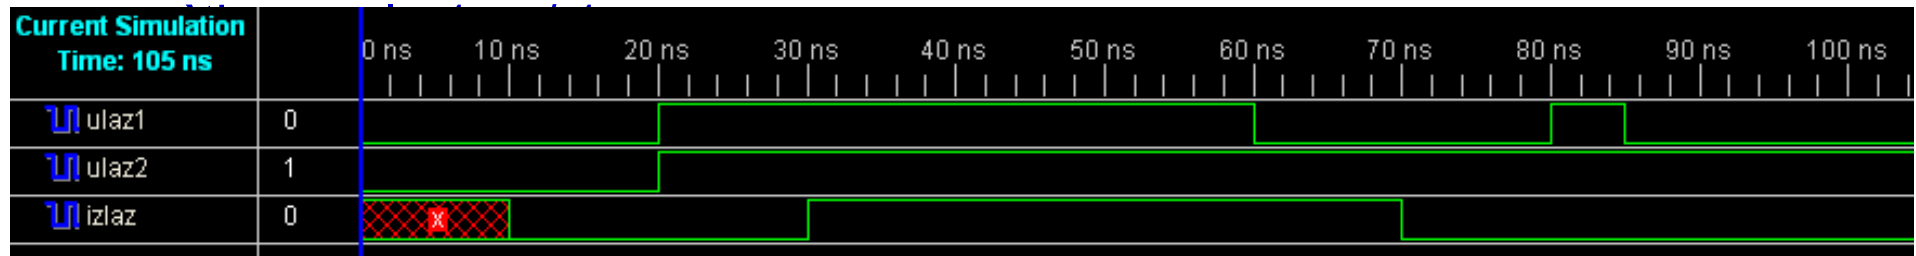 Current Simulation
Time: 105 ns
0 ns 10 ns 20 ns 30 ns 40 ns 50 ns 60 ns 70 ns 80 ns 90 ns 100 ns
ulaz1 0
ulaz2 1
izlaz 0 X